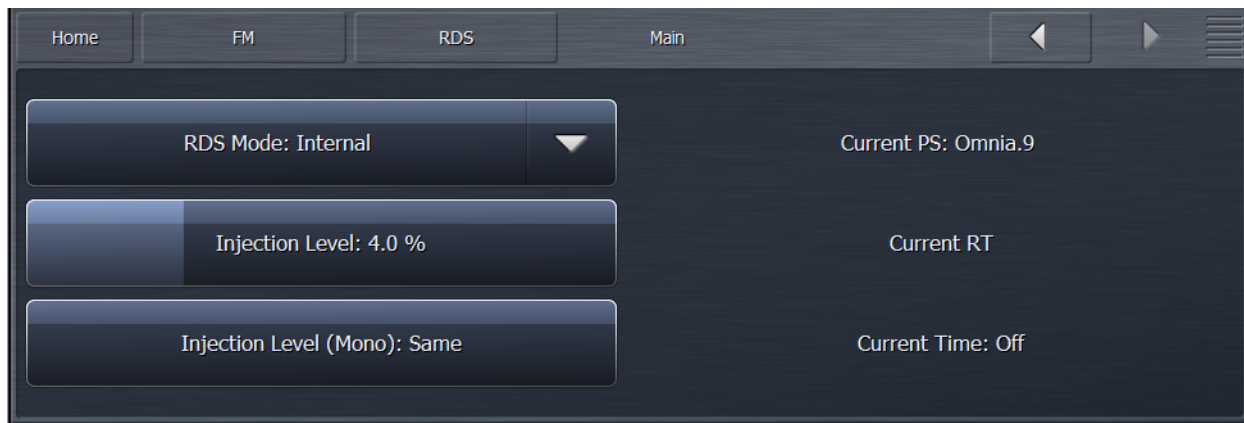 Home
FM
RDS
Main
RDS Mode: Internal
Current PS: Omnia.9
Injection Level: 4.0 %
Current RT
Injection Level (Mono): Same
Current Time: Off